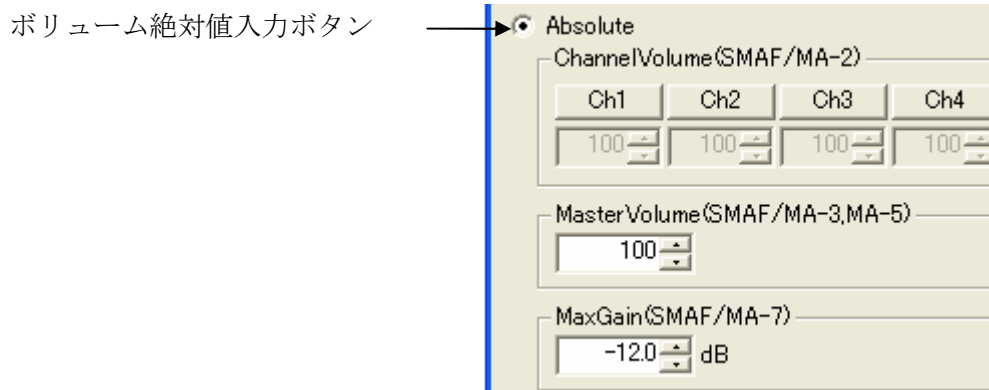 ボリューム絶対値入力ボタン
Absolute
ChannelVolume(SMAF/MA-2)
Ch1 Ch2 Ch3 Ch4
100 100 100 100
MasterVolume(SMAF/MA-3,MA-5)
100
MaxGain(SMAF/MA-7)
-12.0 dB